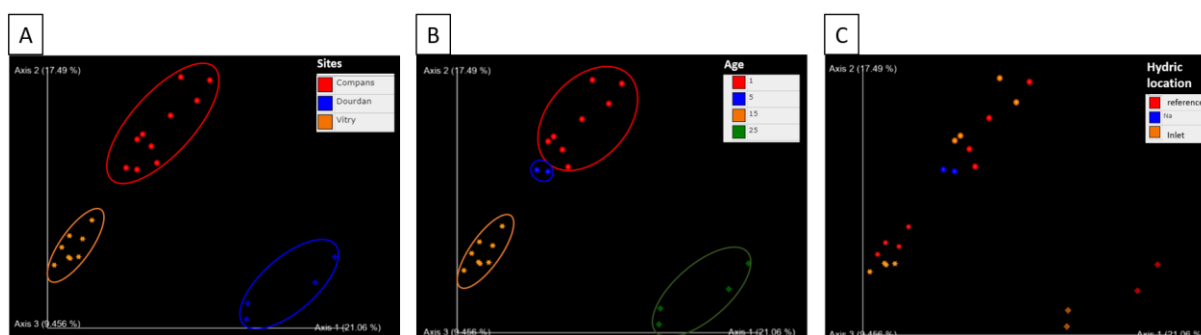 A
Axis 2 (17.49 %)
Sites
Compans
Dourdan
Vitry
Axis 3 (9.456 %)
Axis 1 (21.06 %)
B
Axis 2 (17.49 %)
Age
1
5
15
25
Axis 3 (9.456 %)
Axis 1 (21.06 %)
C
Axis 2 (17.49 %)
Hydric
location
reference
Na
Inlet
Axis 3 (9.456 %)
Axis 1 (21.06 %)